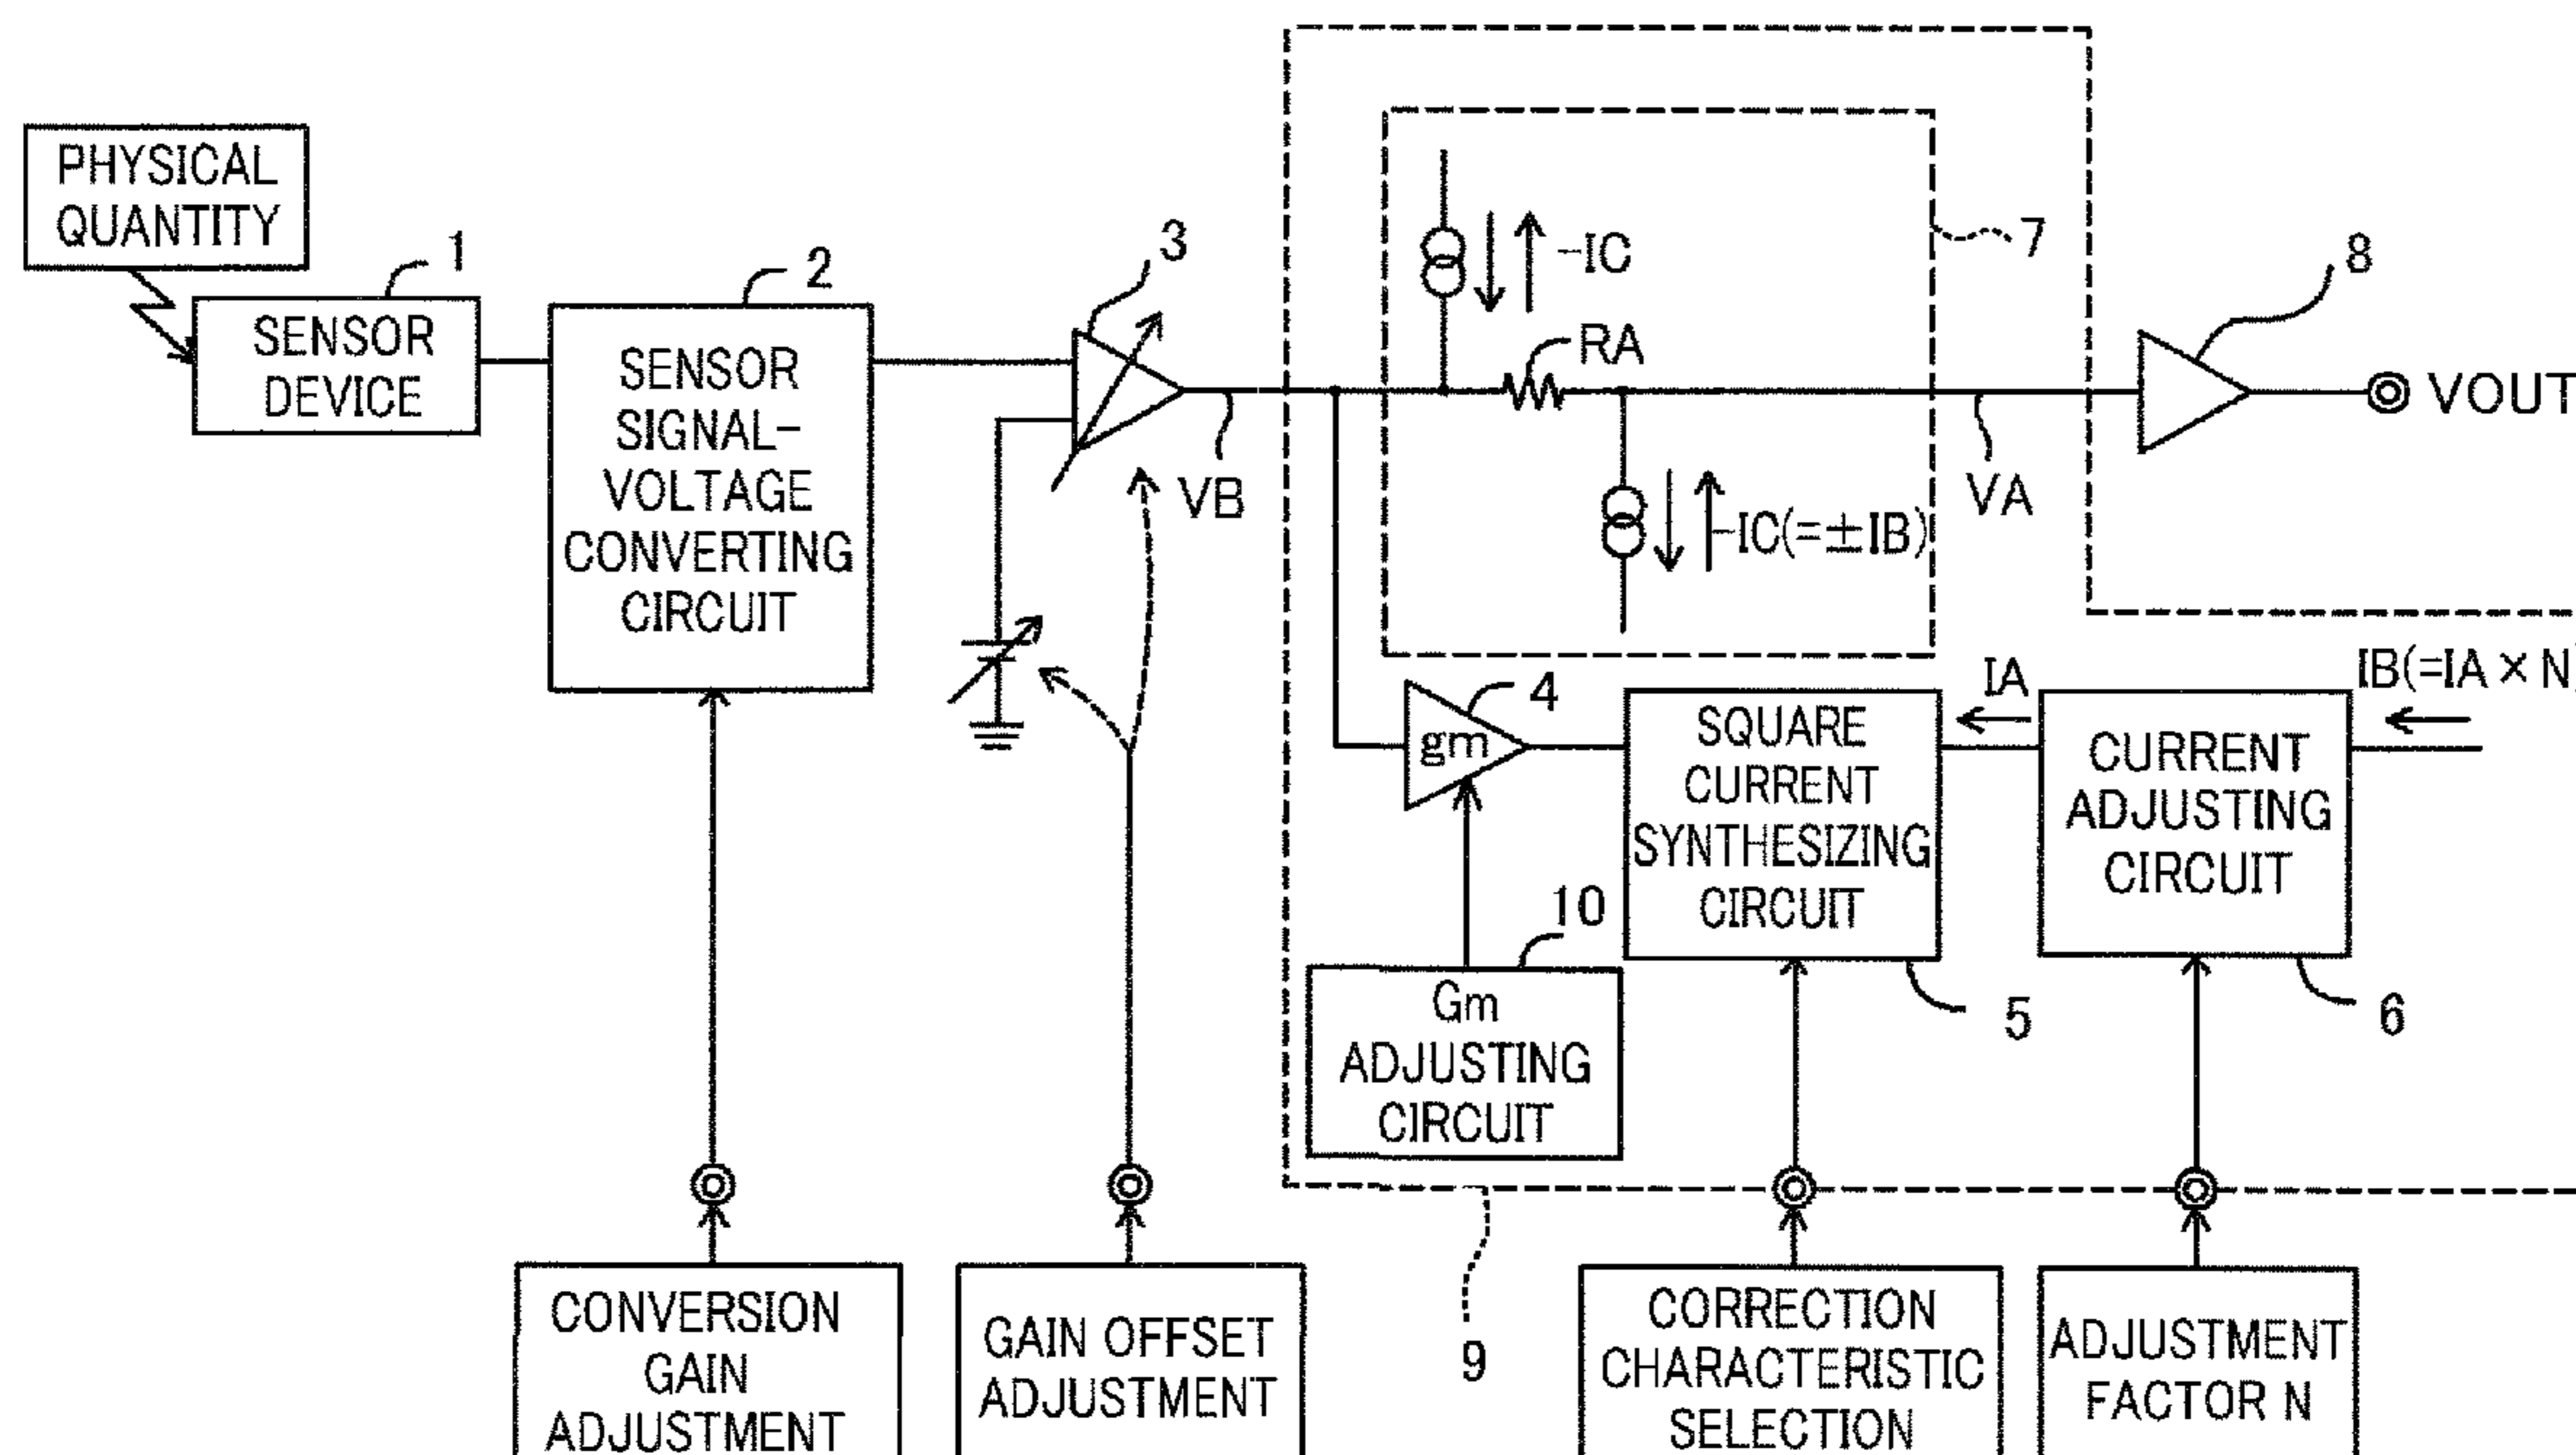 PHYSICAL
QUANTITY
1
SENSOR
DEVICE
2
SENSOR
SIGNAL-
VOLTAGE
CONVERTING
CIRCUIT
3
VB
-IC
RA
7
-IC(=±IB)
VA
8
VOUT
4
gm
10
Gm
ADJUSTING
CIRCUIT
SQUARE
CURRENT
SYNTHESIZING
CIRCUIT
5
IA
CURRENT
ADJUSTING
CIRCUIT
6
IB(=IA × N)
9
CONVERSION
GAIN
ADJUSTMENT
GAIN OFFSET
ADJUSTMENT
CORRECTION
CHARACTERISTIC
SELECTION
ADJUSTMENT
FACTOR N